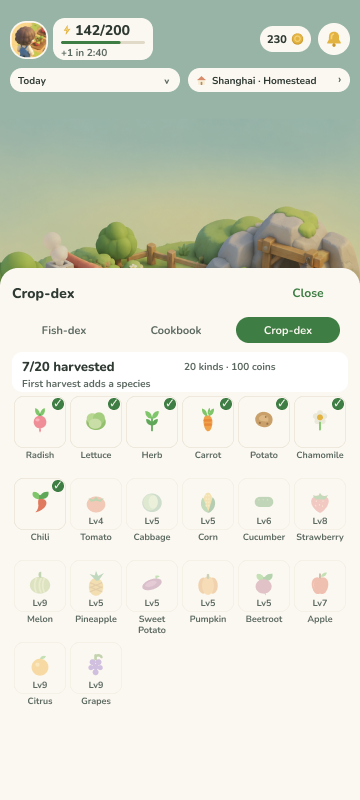 142/200
+1 in 2:40
230
Today
Shanghai · Homestead
Crop-dex
Close
Fish-dex
Cookbook
Crop-dex
7/20 harvested
20 kinds · 100 coins
First harvest adds a species
Radish
Lettuce
Herb
Carrot
Potato
Chamomile
Chili
Lv4
Tomato
Lv5
Cabbage
Lv5
Corn
Lv6
Cucumber
Lv8
Strawberry
Lv9
Melon
Lv5
Pineapple
Lv5
Sweet
Potato
Lv5
Pumpkin
Lv5
Beetroot
Lv7
Apple
Lv9
Citrus
Lv9
Grapes